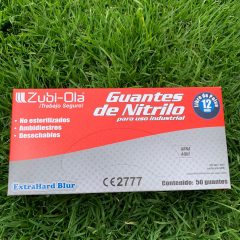 Zubi-Ola
¡Trabajo Seguro!
Guantes
de Nitrilo
para uso industrial
12
• No esterilizados
• Ambidiestros
• Desechables
ExtraHard Blur
CE2777
Contenido: 50 guantes